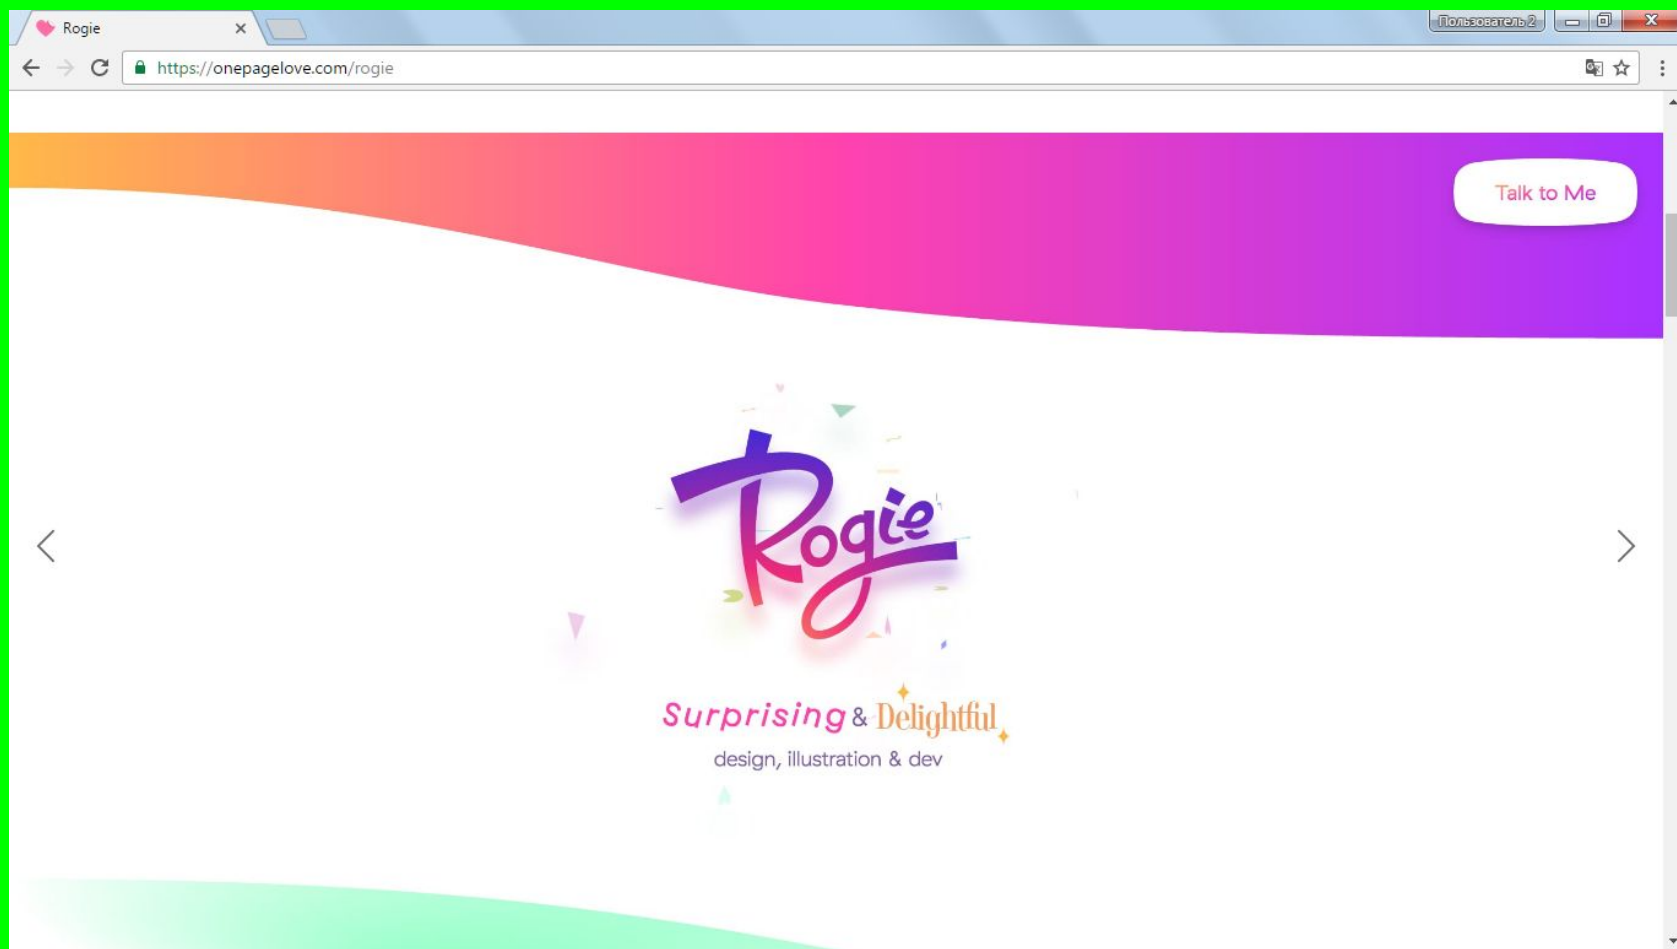 Rogie
Пользователь 2
https://onepagelove.com/rogie
Talk to Me
Rogie
Surprising & Delightful
design, illustration & dev